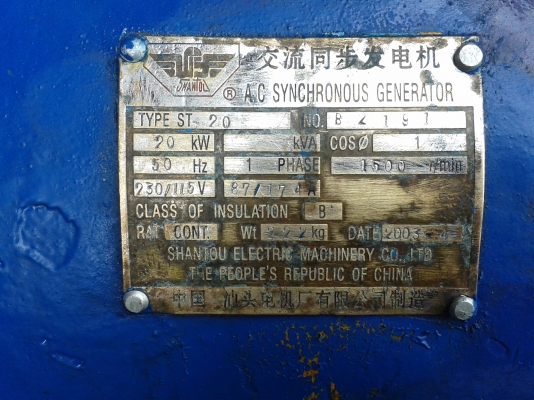 SHANTOU
交流同步发电机
® A.C SYNCHRONOUS GENERATOR
TYPE ST-20 NO. B2191
20 kW kVA COSØ 1
50 Hz 1 PHASE 1500 r/min
230/115V 87/174A
CLASS OF INSULATION B
RAT CONT. Wt 222kg DATE 2003
SHANTOU ELECTRIC MACHINERY CO., LTD
THE PEOPLE'S REPUBLIC OF CHINA
中国 汕头电机厂有限公司制造